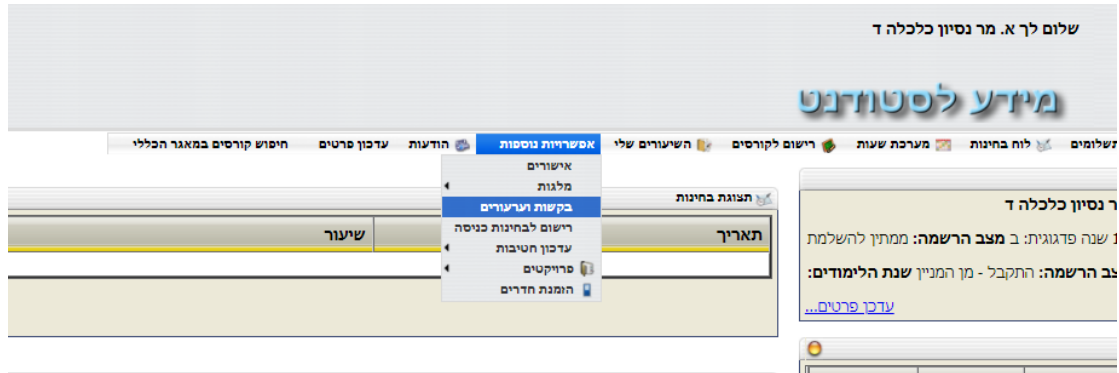 שלום לך א. מר נסיון כלכלה ד
מידע לסטודנט
תשלומים לוח בחינות מערכת שעות רישום לקורסים השיעורים שלי אפשרויות נוספות הודעות עדכון פרטים חיפוש קורסים במאגר הכללי
אישורים
מלגות
בקשות וערעורים
רישום לבחינות כניסה
עדכון חטיבות
פרויקטים
הזמנת חדרים
תצוגת בחינות
תאריך שיעור
נסיון כלכלה ד
שנה פדגוגית: ב מצב הרשמה: ממתין להשלמת
הרשמה: התקבל - מן המניין שנת הלימודים:
עדכן פרטים...